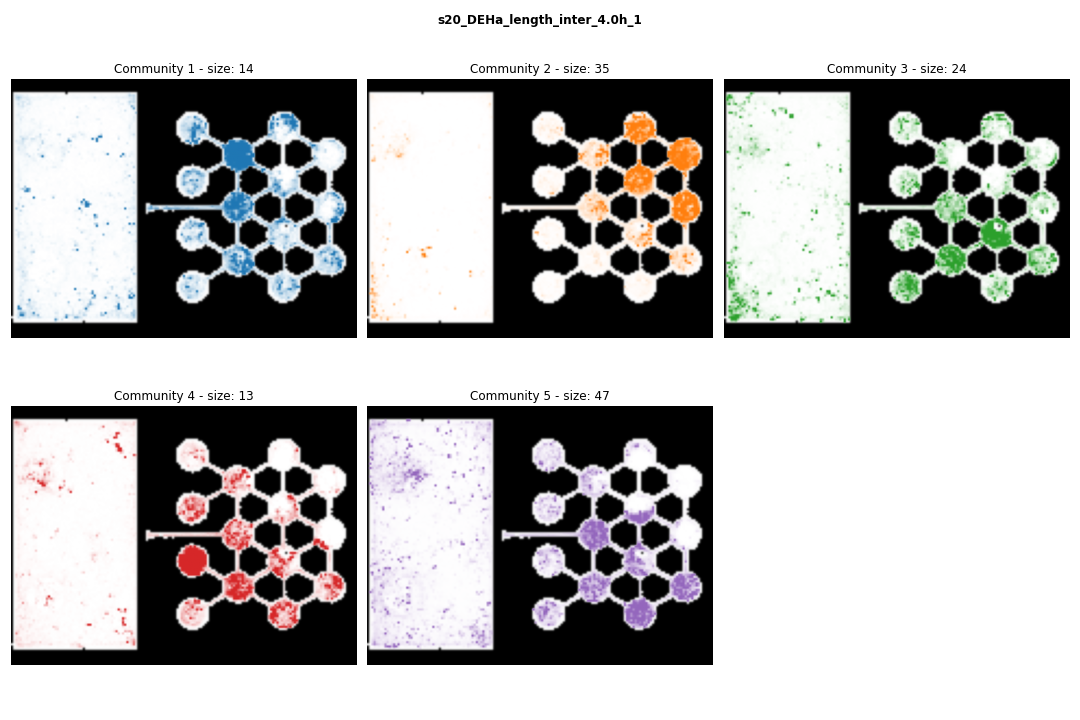 s20_DEHa_length_inter_4.0h_1
Community 1 - size: 14
Community 2 - size: 35
Community 3 - size: 24
Community 4 - size: 13
Community 5 - size: 47